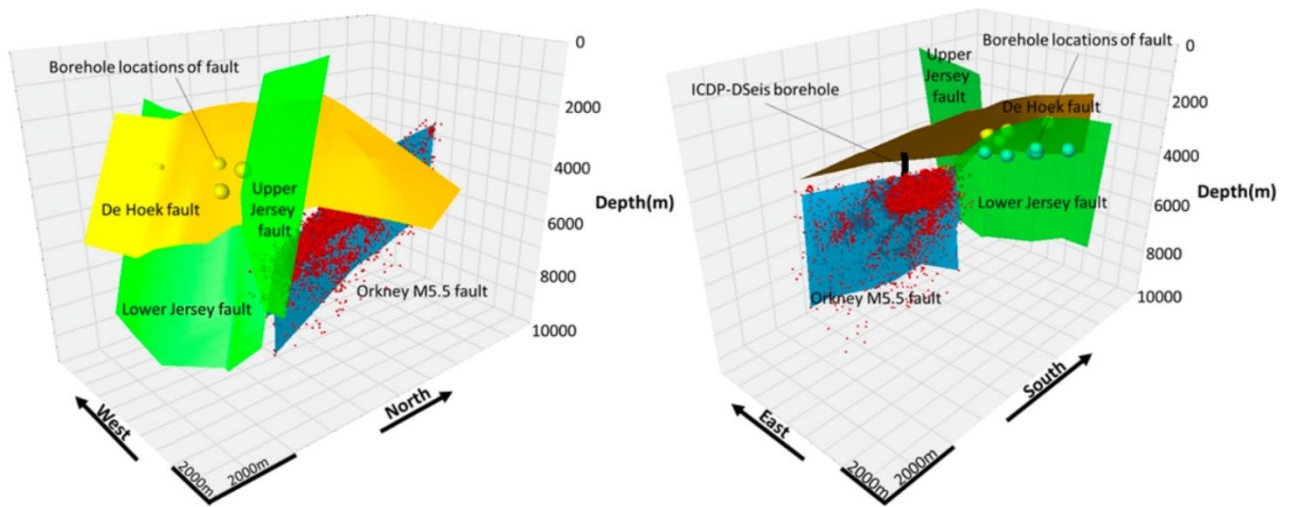 Borehole locations of fault
0
2000
4000
Depth(m)
6000
8000
10000
De Hoek fault
Upper
Jersey
fault
Lower Jersey fault
Orkney M5.5 fault
West
North
2000m
2000m
Borehole locations of fault
0
Upper
Jersey
fault
ICDP-DSeis borehole
De Hoek fault
2000
4000
Depth(m)
6000
8000
10000
Lower Jersey fault
Orkney M5.5 fault
East
South
2000m
2000m